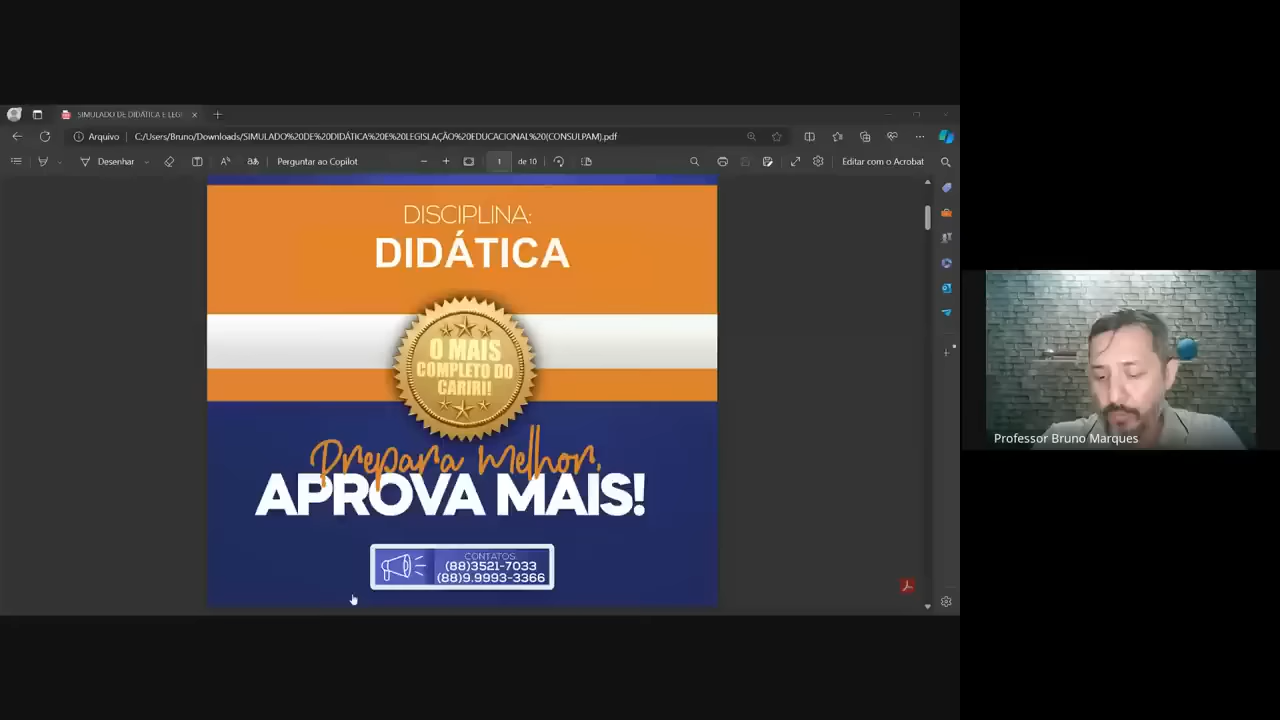 SIMULADO DE DIDÁTICA E LEGI
Arquivo
C:/Users/Bruno/Downloads/SIMULADO%20DE%20DIDÁTICA%20E%20LEGISLAÇÃO%20EDUCACIONAL%20(CONSULPAM).pdf
Desenhar
Perguntar ao Copilot
1
de 10
Editar com o Acrobat
DISCIPLINA:
DIDÁTICA
O MAIS
COMPLETO DO
CARIRI!
Prepara melhor,
APROVA MAIS!
CONTATOS
(88)3521-7033
(88)9.9993-3366
Professor Bruno Marques